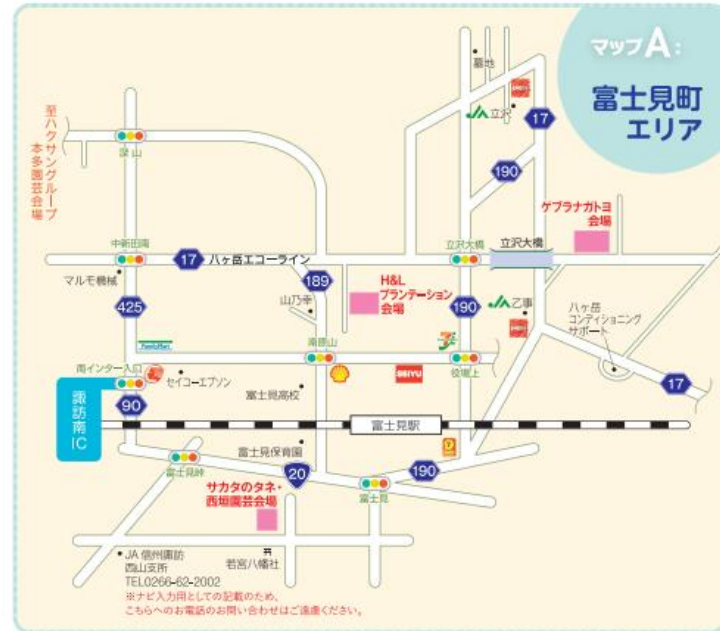 マップA:
富士見町
エリア
至ハクサングループ
本多園芸会場
深山
墓地
JA 立沢
17
190
ゲブラナガトヨ
会場
中新田南
17 八ヶ岳エコーライン
立沢大橋
立沢大橋
マルモ機械
189
425
山乃幸
H&L
プランテーション
会場
190
JA 乙事
八ヶ岳
コンディショニング
サポート
FamilyMart
南原山
SEIYU
7
役場上
17
南インター入口
セイコーエプソン
諏訪南IC
90
富士見高校
富士見駅
富士見保育園
富士見峠
20
190
サカタのタネ・
西垣園芸会場
富士見
若宮八幡社
• JA 信州諏訪
西山支所
TEL0266-62-2002
※ナビ入力用としての記載のため、
こちらへのお電話のお問い合わせはご遠慮ください。